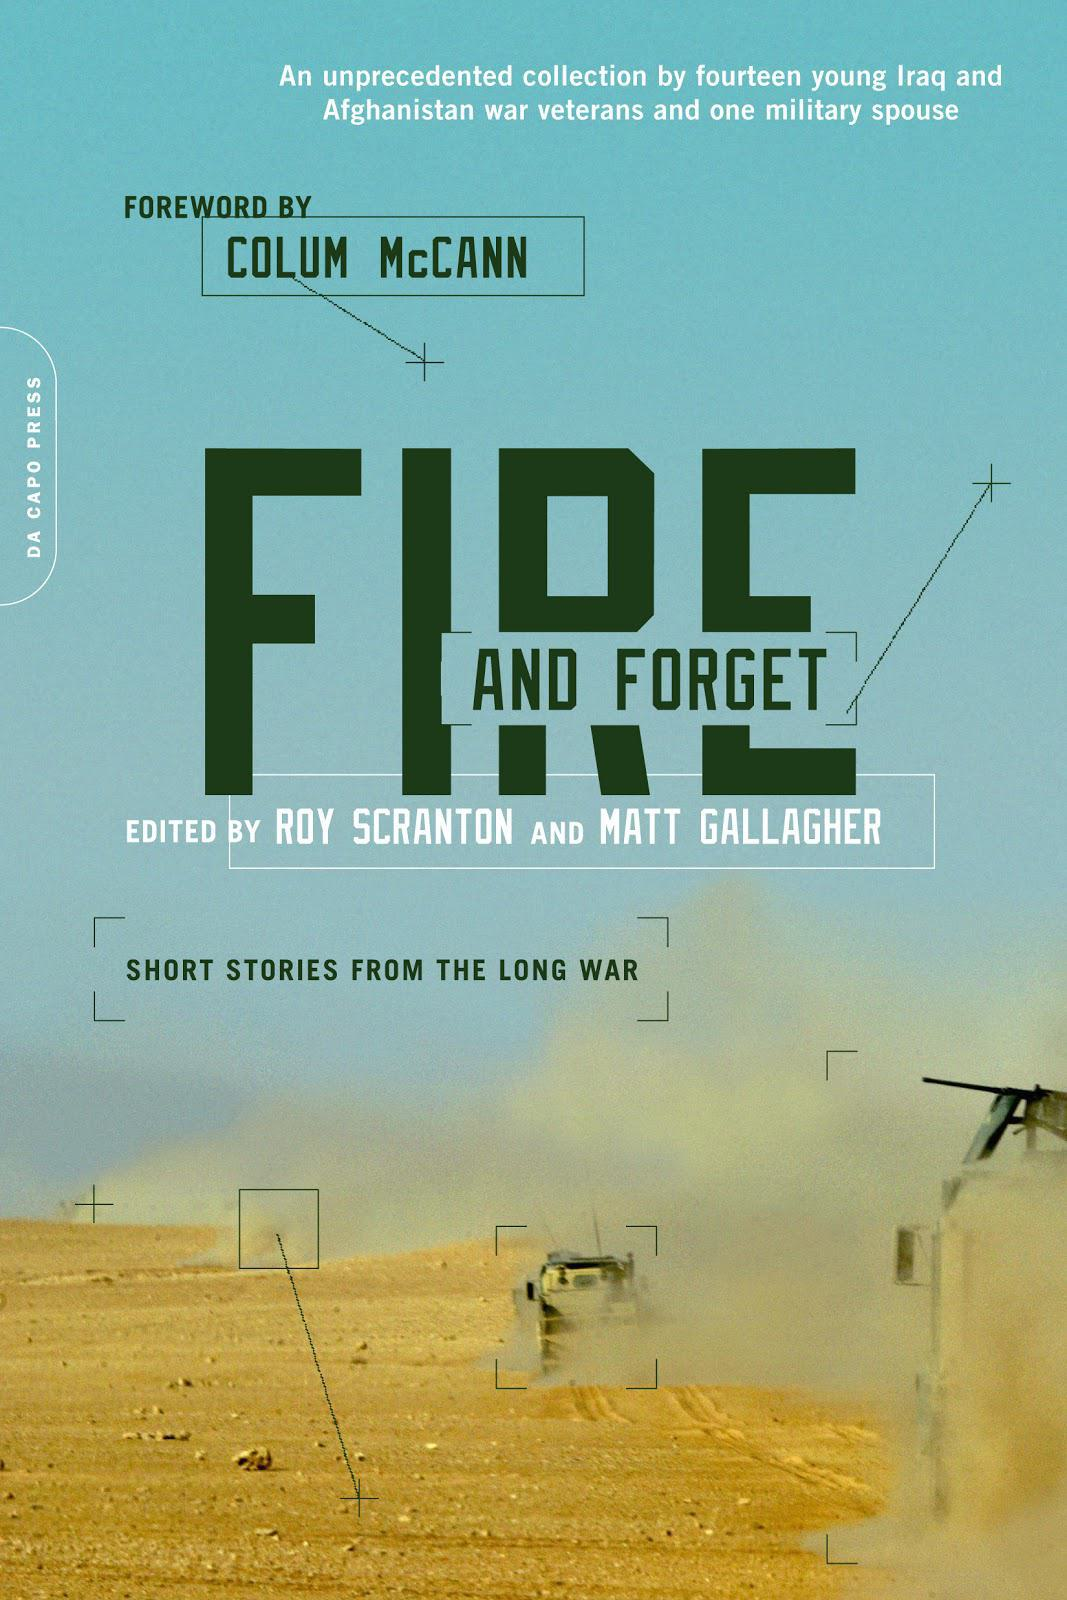 An unprecedented collection by fourteen young Iraq and
Afghanistan war veterans and one military spouse
FOREWORD BY
COLUM McCANN
DA CAPO PRESS
FIRE
AND FORGET
EDITED BY ROY SCRANTON AND MATT GALLAGHER
SHORT STORIES FROM THE LONG WAR